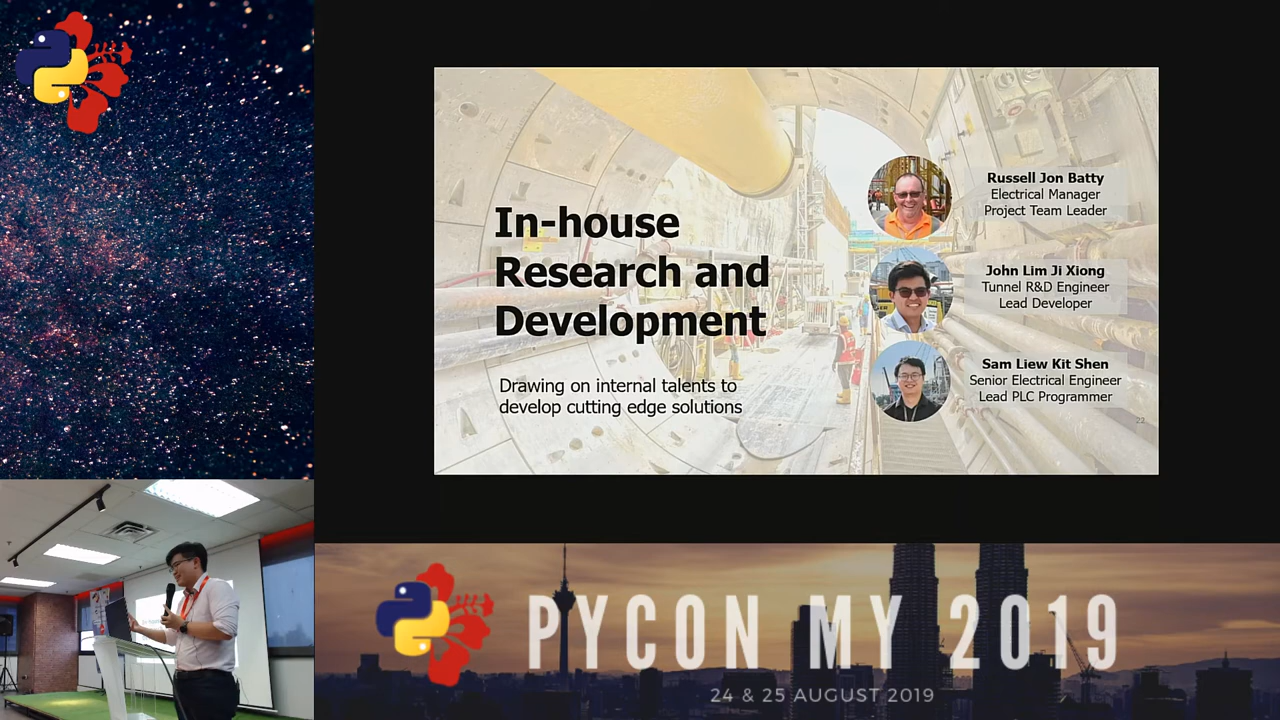 In-house
Research and
Development
Drawing on internal talents to
develop cutting edge solutions
Russell Jon Batty
Electrical Manager
Project Team Leader
John Lim Ji Xiong
Tunnel R&D Engineer
Lead Developer
Sam Liew Kit Shen
Senior Electrical Engineer
Lead PLC Programmer
22
PYCON MY 2019
24 & 25 AUGUST 2019